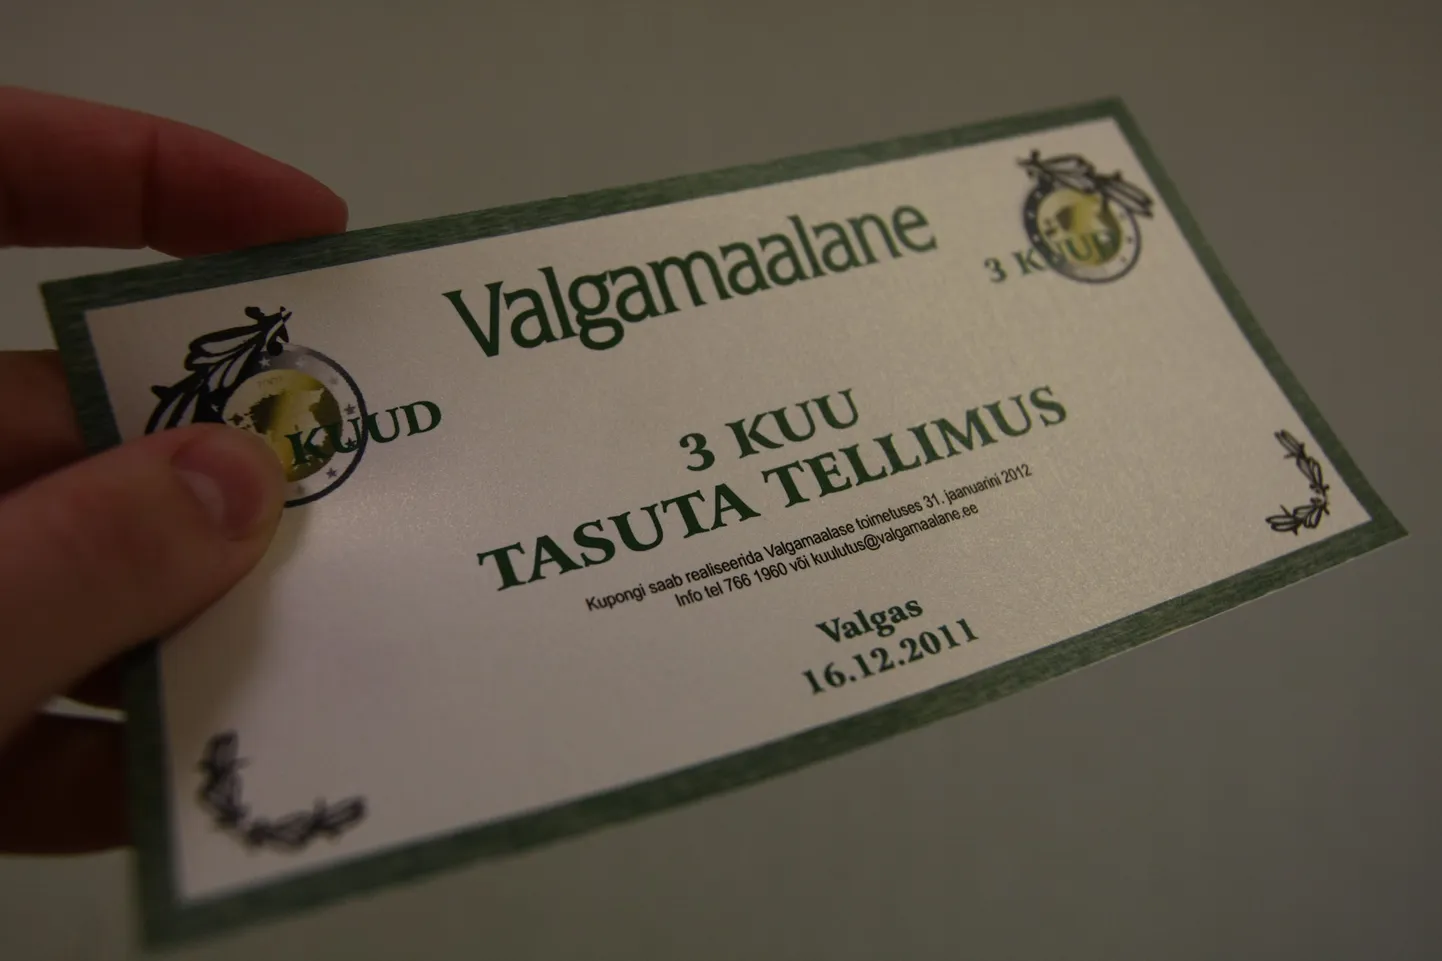 Valgamaalane
3 KUUD
KUUD
3 KUU
TASUTA TELLIMUS
Kupongi saab realiseerida Valgamaalase toimetuses 31. jaanuarini 2012
Info tel 766 1960 või kuulutus@valgamaalane.ee
Valgas
16.12.2011